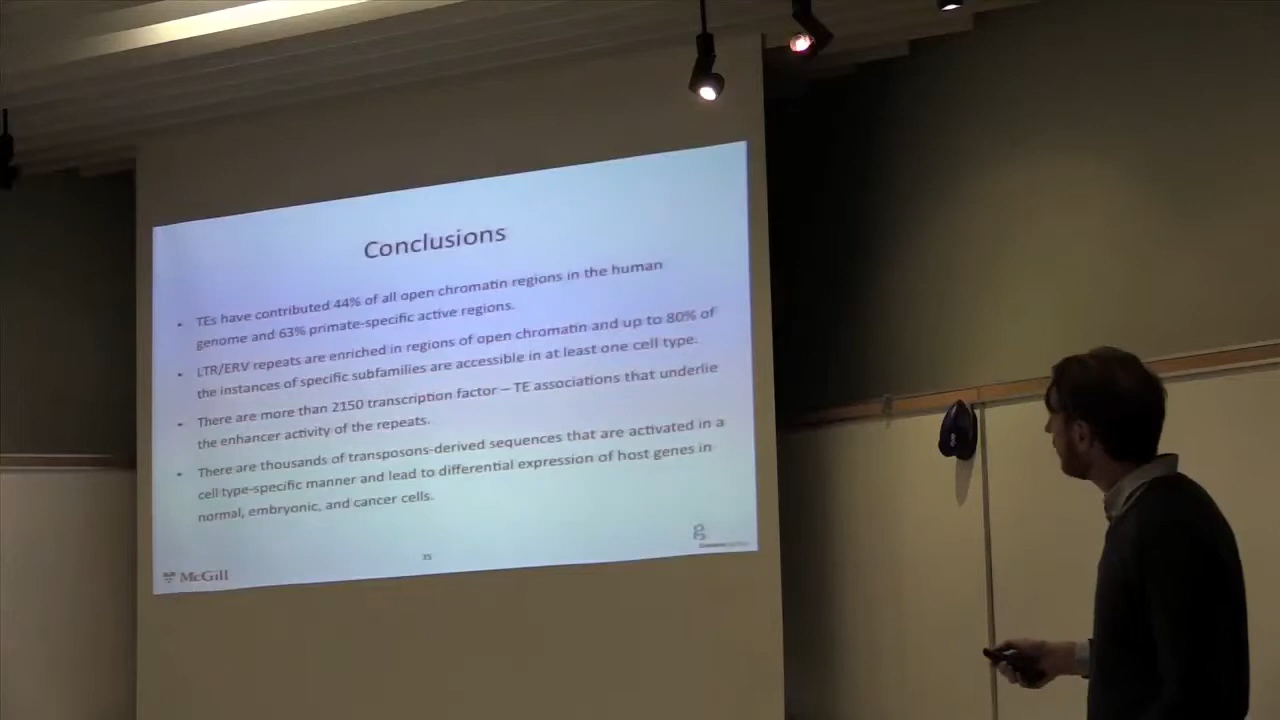 Conclusions
• TEs have contributed 44% of all open chromatin regions in the human
genome and 63% primate-specific active regions.
• LTR/ERV repeats are enriched in regions of open chromatin and up to 80% of
the instances of specific subfamilies are accessible in at least one cell type.
• There are more than 2150 transcription factor – TE associations that underlie
the enhancer activity of the repeats.
• There are thousands of transposons-derived sequences that are activated in a
cell type-specific manner and lead to differential expression of host genes in
normal, embryonic, and cancer cells.
McGill